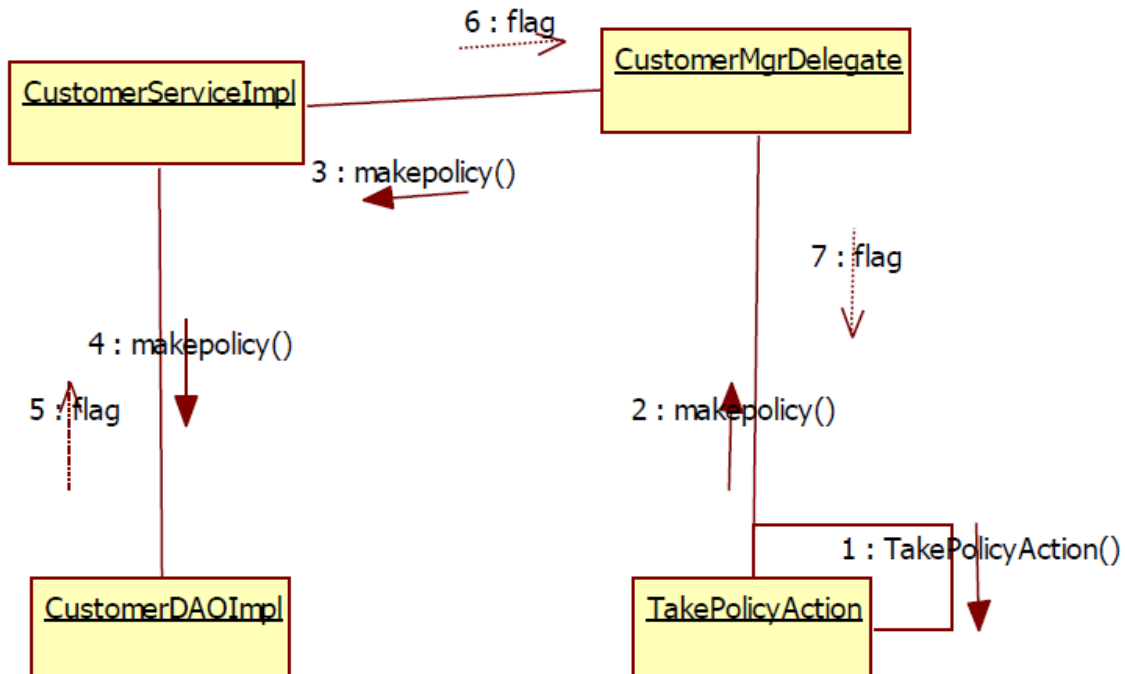 6 : flag
CustomerMgrDelegate
CustomerServiceImpl
3 : makepolicy()
7 : flag
4 : makepolicy()
5 : flag
2 : makepolicy()
1 : TakePolicyAction()
CustomerDAOImpl
TakePolicyAction